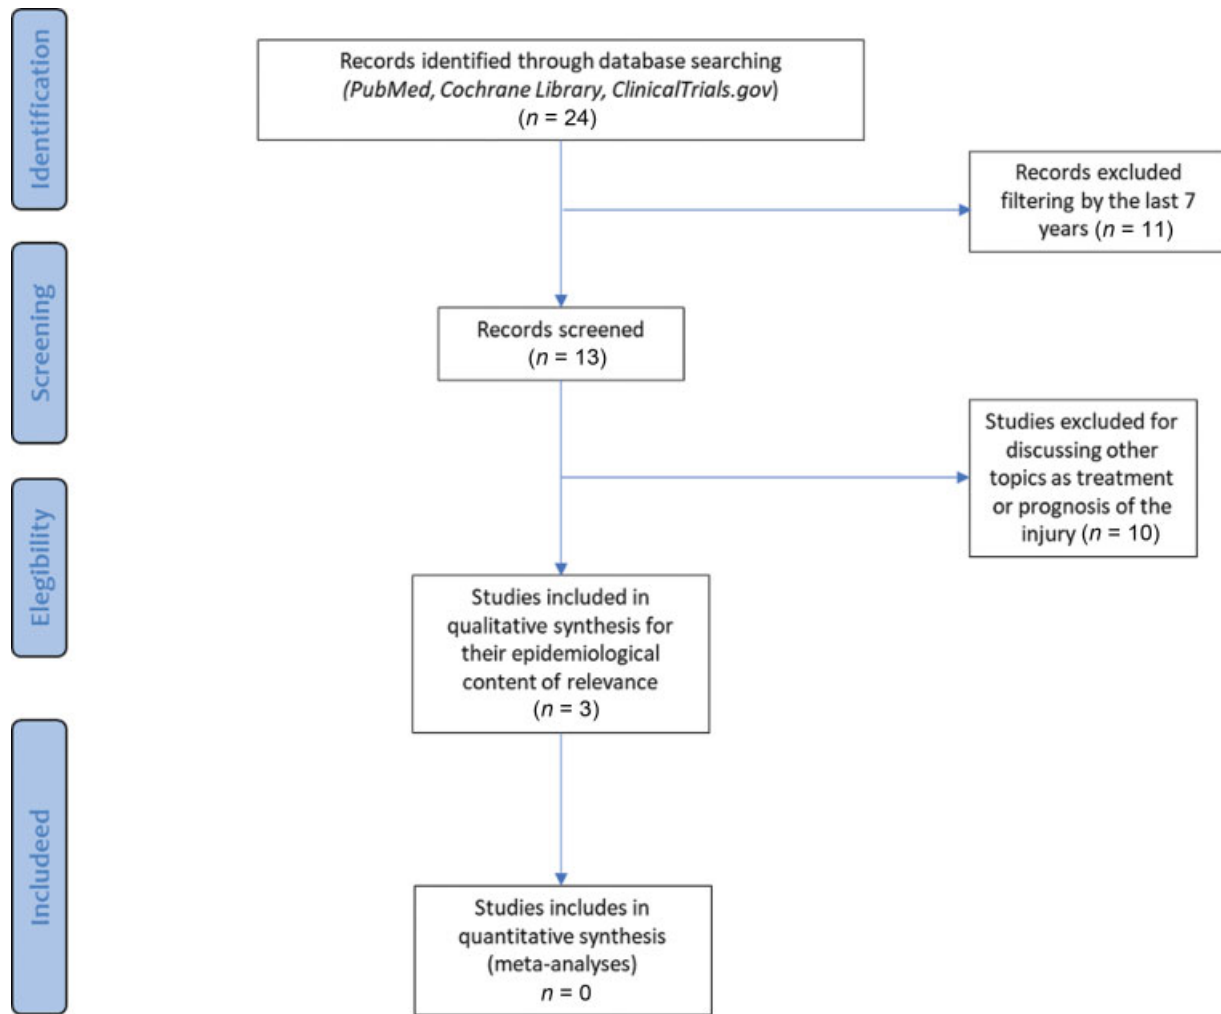 Identification
Records identified through database searching
(PubMed, Cochrane Library, ClinicalTrials.gov)
(n = 24)
Records excluded
filtering by the last 7
years (n = 11)
Screening
Records screened
(n = 13)
Studies excluded for
discussing other
topics as treatment
or prognosis of the
injury (n = 10)
Elegibility
Studies included in
qualitative synthesis for
their epidemiological
content of relevance
(n = 3)
Includeed
Studies includes in
quantitative synthesis
(meta-analyses)
n = 0